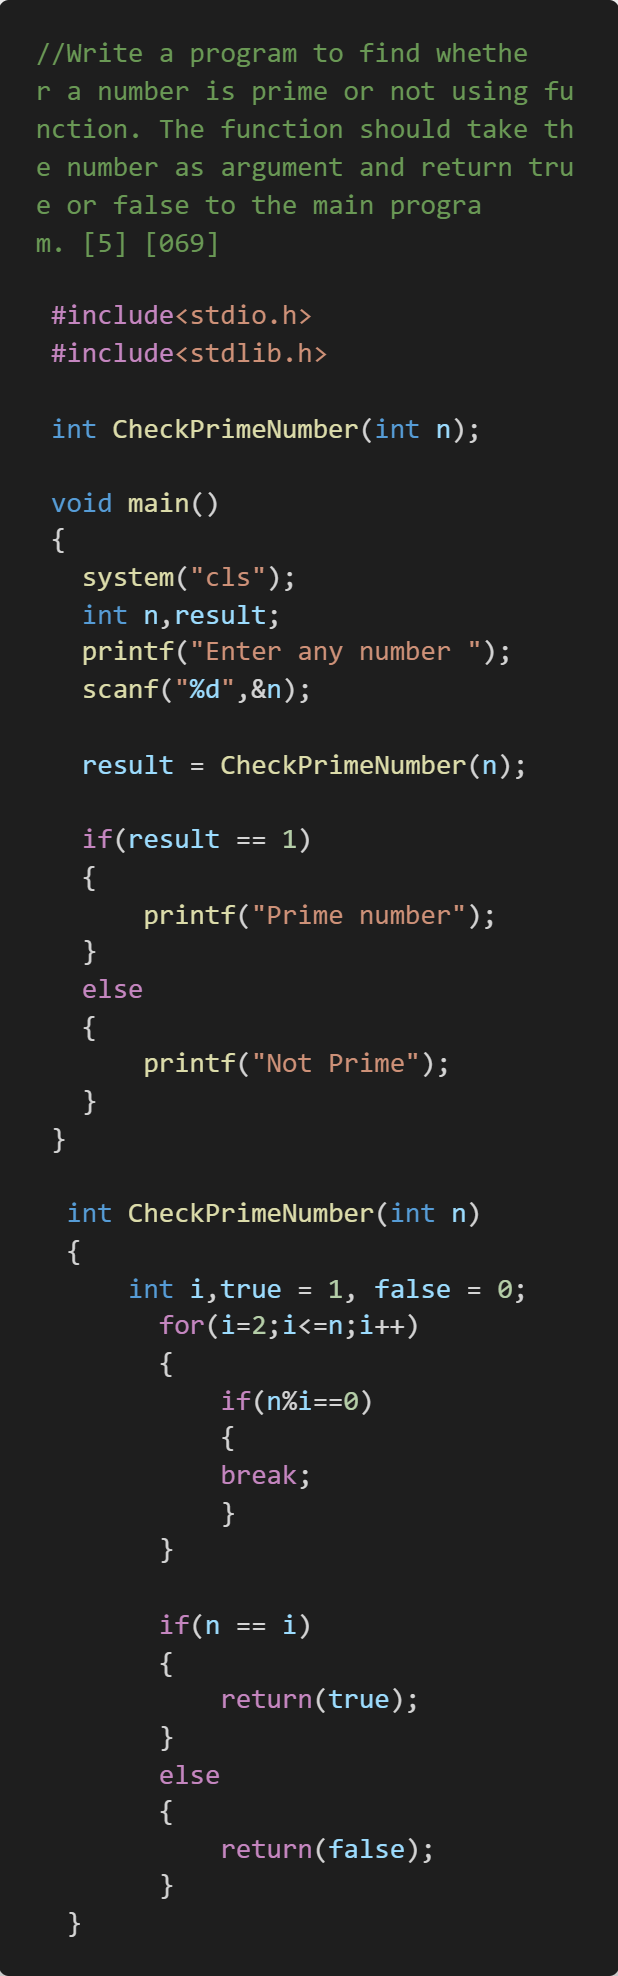 //Write a program to find whethe
r a number is prime or not using fu
nction. The function should take th
e number as argument and return tru
e or false to the main progra
m. [5] [069]
#include<stdio.h>
#include<stdlib.h>
int CheckPrimeNumber(int n);
void main()
{
system("cls");
int n,result;
printf("Enter any number ");
scanf("%d",&n);
result = CheckPrimeNumber(n);
if(result == 1)
{
printf("Prime number");
}
else
{
printf("Not Prime");
}
}
int CheckPrimeNumber(int n)
{
int i,true = 1, false = 0;
for(i=2;i<=n;i++)
{
if(n%i==0)
{
break;
}
}
if(n == i)
{
return(true);
}
else
{
return(false);
}
}